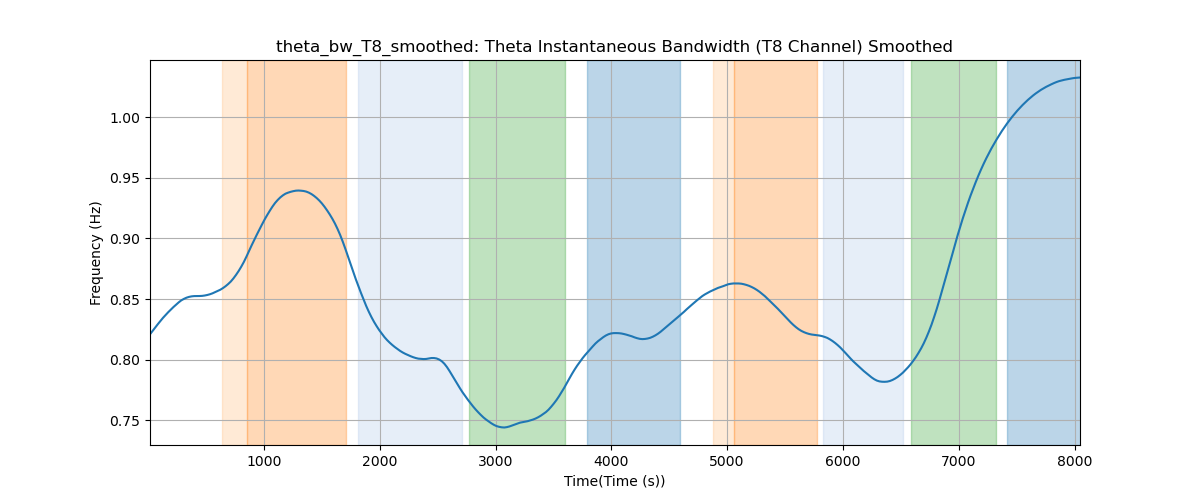 theta_bw_T8_smoothed: Theta Instantaneous Bandwidth (T8 Channel) Smoothed
Frequency (Hz)
1.00
0.95
0.90
0.85
0.80
0.75
1000 2000 3000 4000 5000 6000 7000 8000
Time(Time (s))